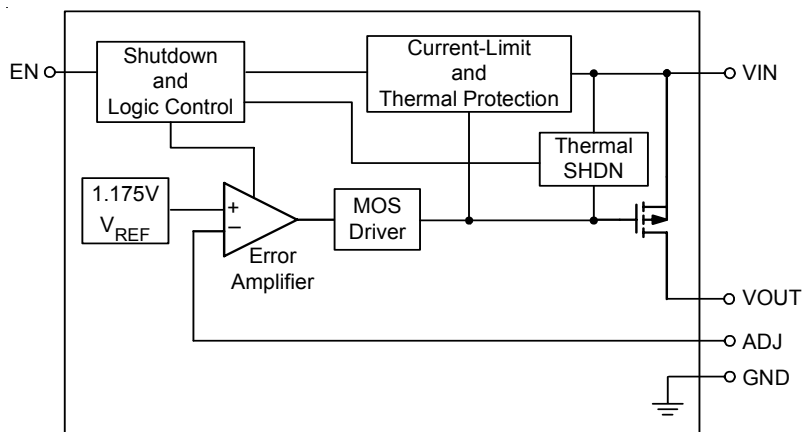 EN
Shutdown
and
Logic Control
Current-Limit
and
Thermal Protection
VIN
Thermal
SHDN
1.175V
VREF
+
−
MOS
Driver
Error
Amplifier
VOUT
ADJ
GND